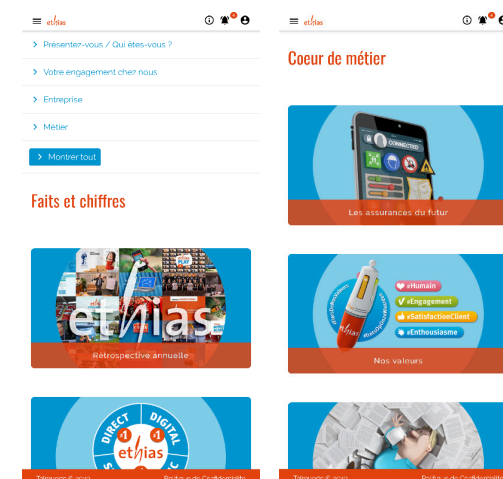 ethias
Présentez-vous / Qui êtes-vous ?
Votre engagement chez nous
Entreprise
Métier
Montrer tout
Faits et chiffres
ethias
Rétrospective annuelle
DIRECT
DIGITAL
#1
#1
ethias
ethias
Coeur de métier
CONNECTED
Les assurances du futur
#Humain
#Engagement
#SatisfactionClient
#Enthousiasme
ethias
Nos valeurs